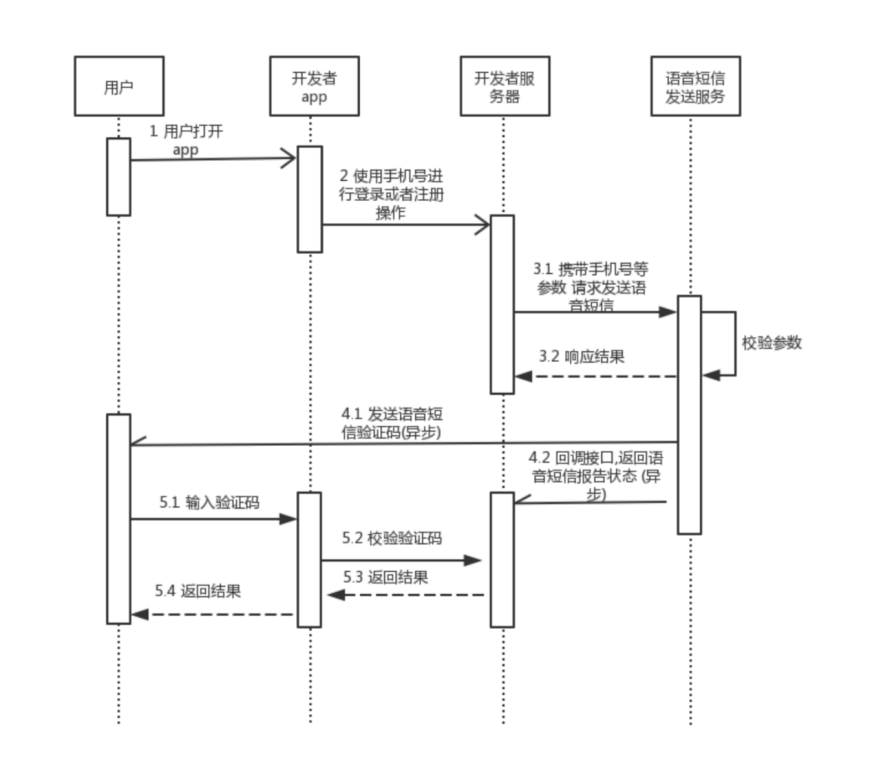 用户
开发者
app
开发者服
务器
语音短信
发送服务
1 用户打开
app
2 使用手机号进
行登录或者注册
操作
3.1 携带手机号等
参数 请求发送语
音短信
校验参数
3.2 响应结果
4.1 发送语音短
信验证码(异步)
4.2 回调接口,返回语
音短信报告状态 (异
步)
5.1 输入验证码
5.2 校验验证码
5.3 返回结果
5.4 返回结果